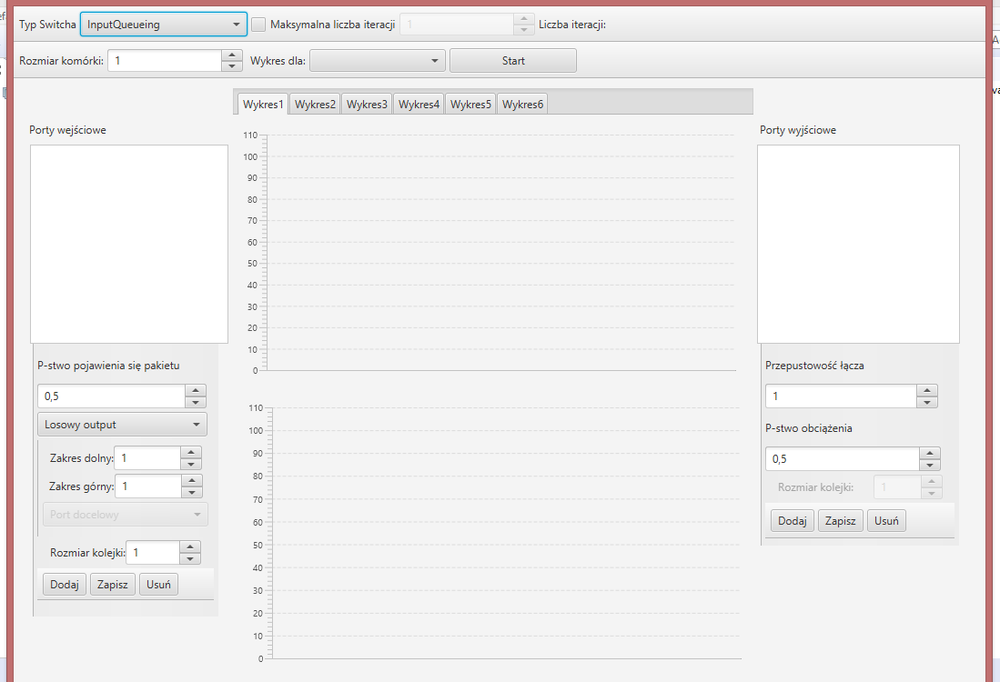 Typ Switcha InputQueueing Maksymalna liczba iteracji 1 Liczba iteracji:
Rozmiar komórki: 1 Wykres dla: Start
Wykres1 Wykres2 Wykres3 Wykres4 Wykres5 Wykres6
Porty wejściowe
110
100
90
80
70
60
50
40
30
20
10
0
110
100
90
80
70
60
50
40
30
20
10
0
P-stwo pojawienia się pakietu
0,5
Losowy output
Zakres dolny: 1
Zakres górny: 1
Port docelowy
Rozmiar kolejki: 1
Dodaj Zapisz Usuń
Porty wyjściowe
Przepustowość łącza
1
P-stwo obciążenia
0,5
Rozmiar kolejki: 1
Dodaj Zapisz Usuń